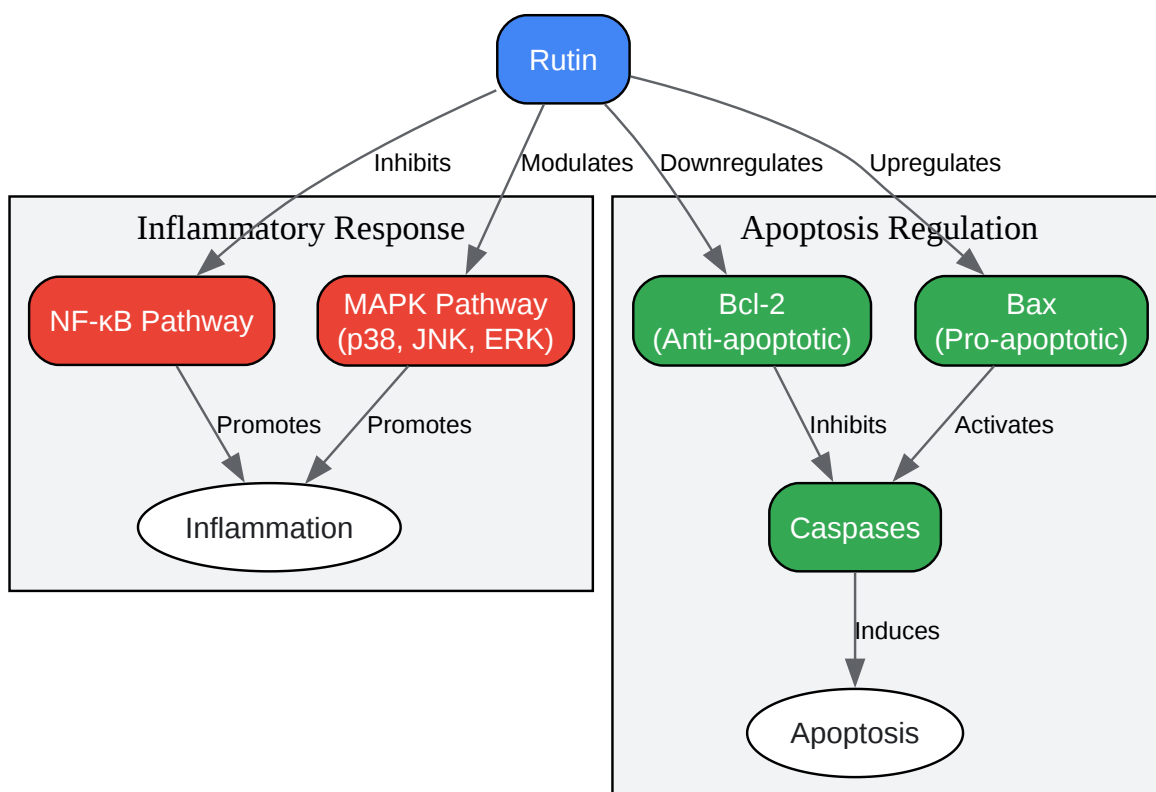 Rutin
Inhibits
Modulates
Downregulates
Upregulates
Inflammatory Response
Apoptosis Regulation
NF-κB Pathway
MAPK Pathway
(p38, JNK, ERK)
Bcl-2
(Anti-apoptotic)
Bax
(Pro-apoptotic)
Promotes
Promotes
Inhibits
Activates
Inflammation
Caspases
Induces
Apoptosis